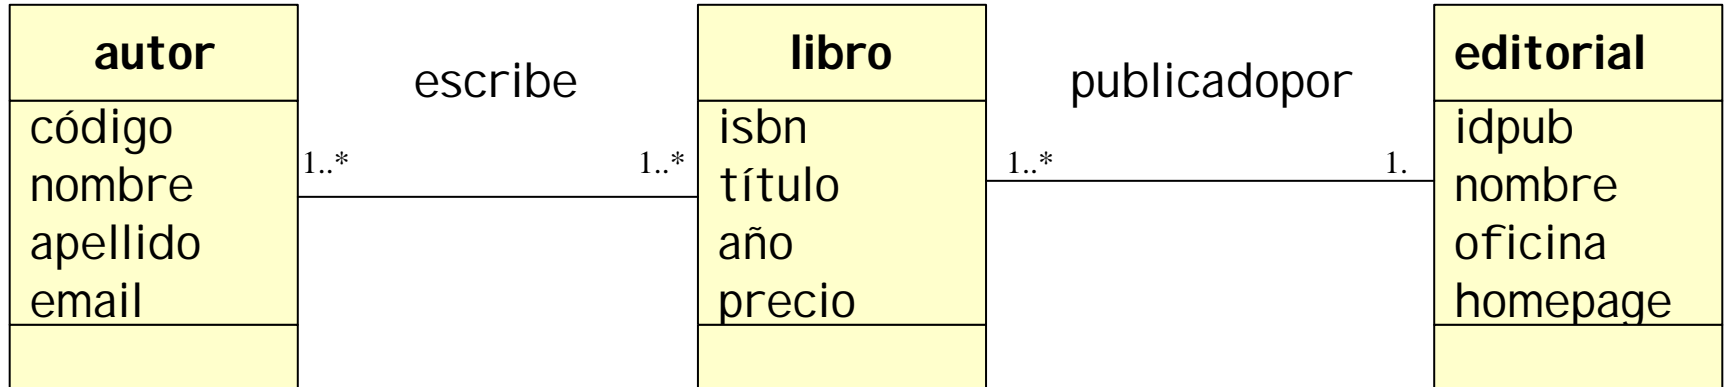 autor
código
nombre
apellido
email
escribe
1..*
1..*
libro
isbn
título
año
precio
publicadopor
1..*
1.
editorial
idpub
nombre
oficina
homepage